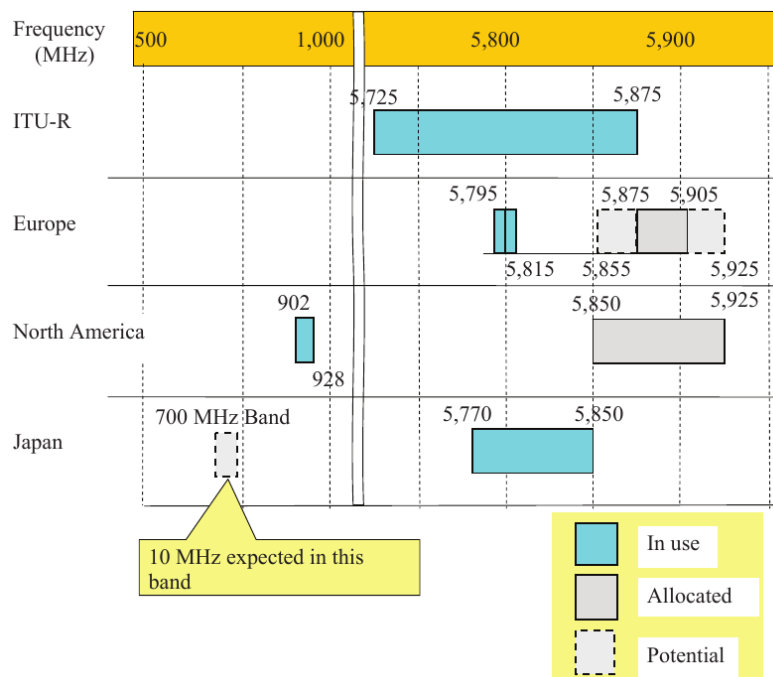 Frequency
(MHz)
500
1,000
5,800
5,900
ITU-R
5,725
5,875
Europe
5,795
5,875
5,905
5,815
5,855
5,925
North America
902
928
5,850
5,925
Japan
700 MHz Band
5,770
5,850
10 MHz expected in this
band
In use
Allocated
Potential